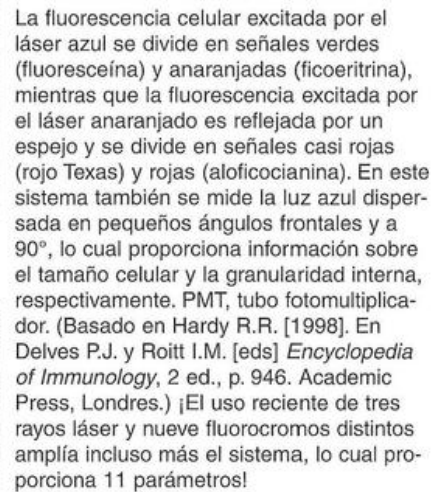 La fluorescencia celular excitada por el
láser azul se divide en señales verdes
(fluoresceína) y anaranjadas (ficoeritrina),
mientras que la fluorescencia excitada por
el láser anaranjado es reflejada por un
espejo y se divide en señales casi rojas
(rojo Texas) y rojas (aloficocianina). En este
sistema también se mide la luz azul disper-
sada en pequeños ángulos frontales y a
90°, lo cual proporciona información sobre
el tamaño celular y la granularidad interna,
respectivamente. PMT, tubo fotomultiplica-
dor. (Basado en Hardy R.R. [1998]. En
Delves P.J. y Roitt I.M. [eds] Encyclopedia
of Immunology, 2 ed., p. 946. Academic
Press, Londres.) ¡El uso reciente de tres
rayos láser y nueve fluorocromos distintos
amplía incluso más el sistema, lo cual pro-
porciona 11 parámetros!